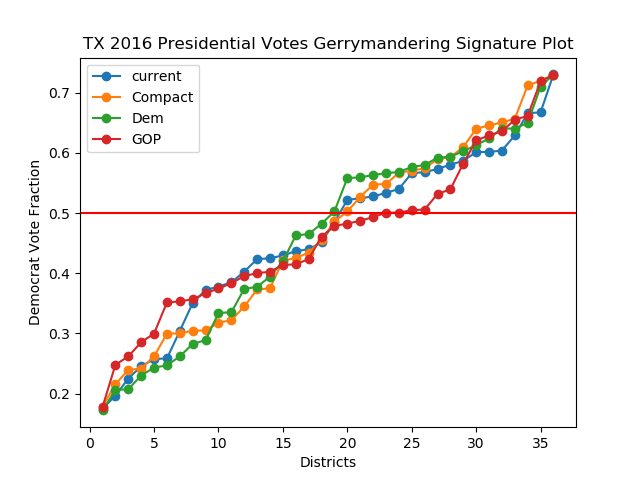 TX 2016 Presidential Votes Gerrymandering Signature Plot
current
Compact
Dem
GOP
Democrat Vote Fraction
0.7
0.6
0.5
0.4
0.3
0.2
0 5 10 15 20 25 30 35
Districts